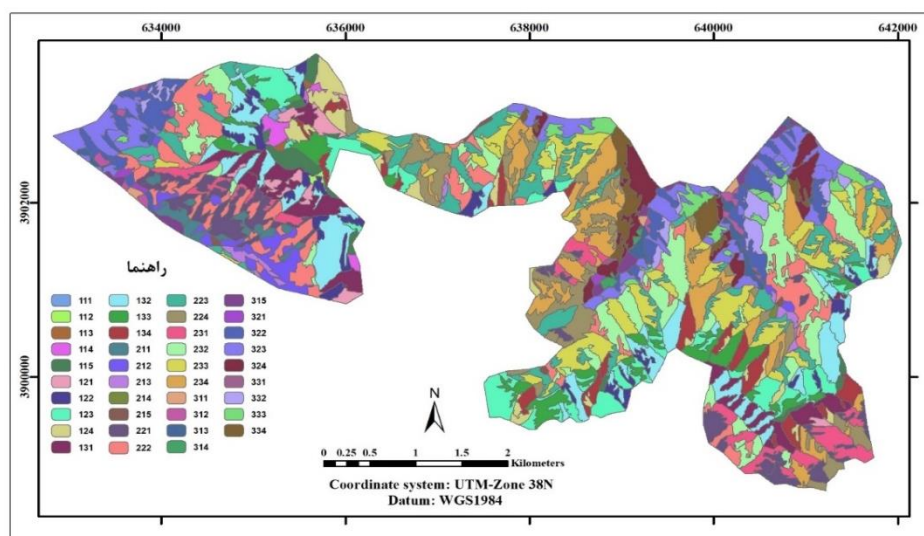 634000 636000 638000 640000 642000
3902000
3900000
راهنما
111 132 223 315
112 133 224 321
113 134 231 322
114 211 232 323
115 212 233 324
121 213 234 331
122 214 311 332
123 215 312 333
124 221 313 334
131 222 314
N
0 0.25 0.5 1 1.5 2
Kilometers
Coordinate system: UTM-Zone 38N
Datum: WGS1984